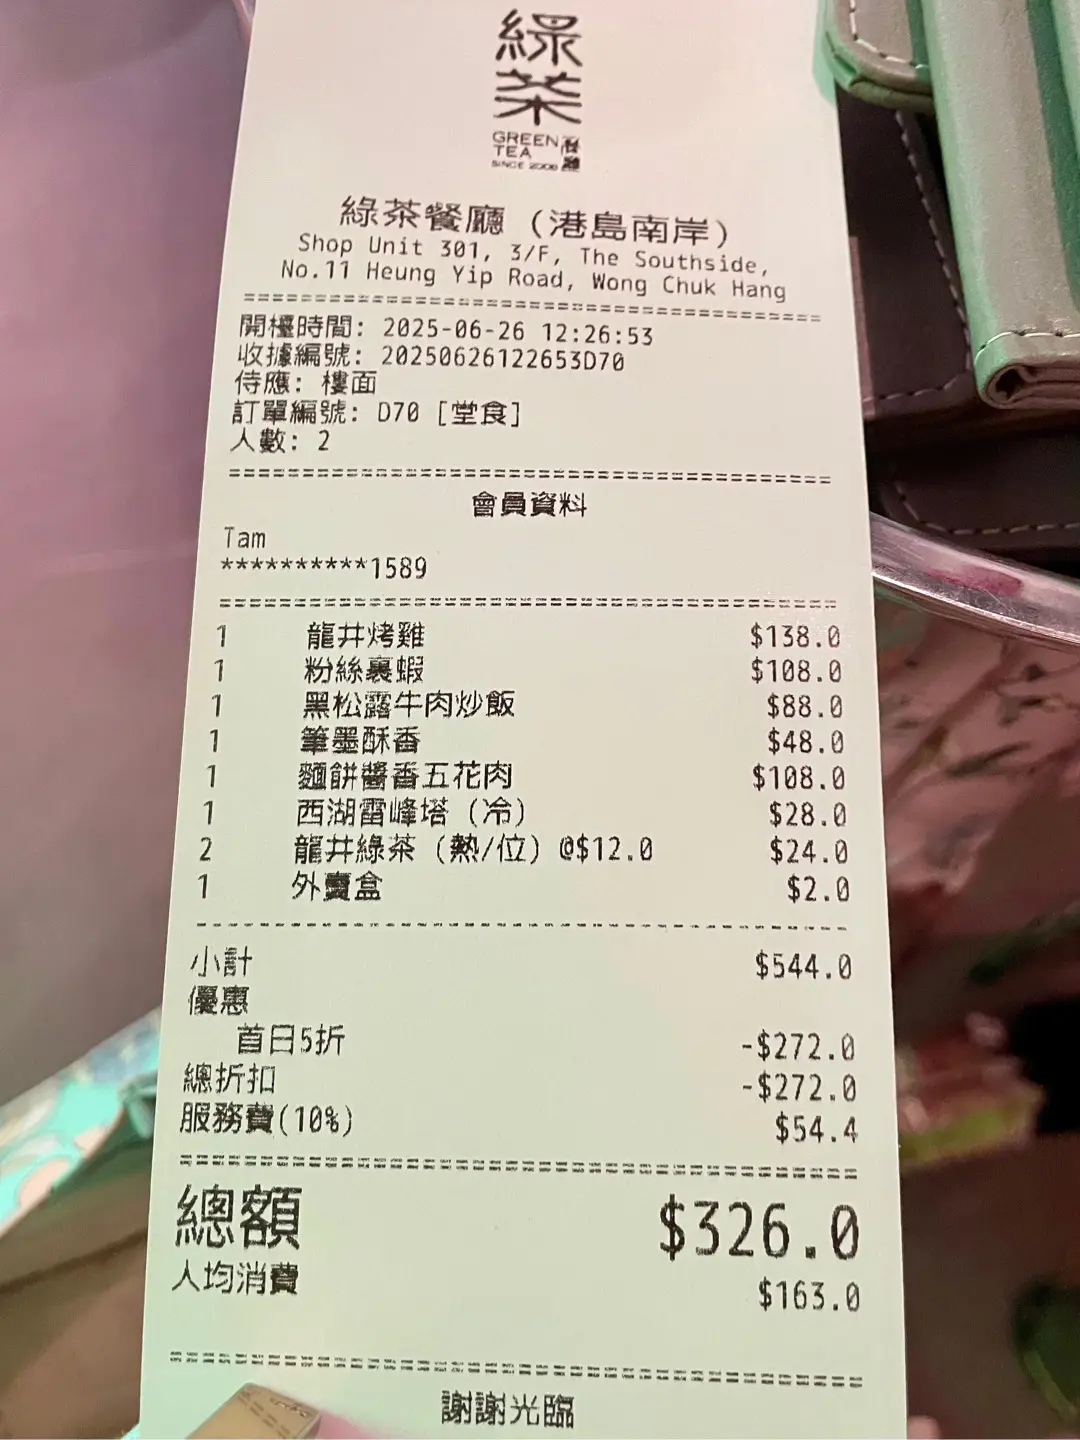 綠茶
GREEN TEA 餐廳
SINCE 2008
綠茶餐廳 (港島南岸)
Shop Unit 301, 3/F, The Southside,
No.11 Heung Yip Road, Wong Chuk Hang
開檯時間: 2025-06-26 12:26:53
收據編號: 20250626122653D70
侍應: 樓面
訂單編號: D70 [堂食]
人數: 2
會員資料
Tam
**********1589
1 龍井烤雞 $138.0
1 粉絲裹蝦 $108.0
1 黑松露牛肉炒飯 $88.0
1 筆墨酥香 $48.0
1 麵餅醬香五花肉 $108.0
1 西湖雷峰塔 (冷) $28.0
2 龍井綠茶 (熱/位) @$12.0 $24.0
1 外賣盒 $2.0
小計 $544.0
優惠
首日5折 -$272.0
總折扣 -$272.0
服務費(10%) $54.4
總額 $326.0
人均消費 $163.0
謝謝光臨